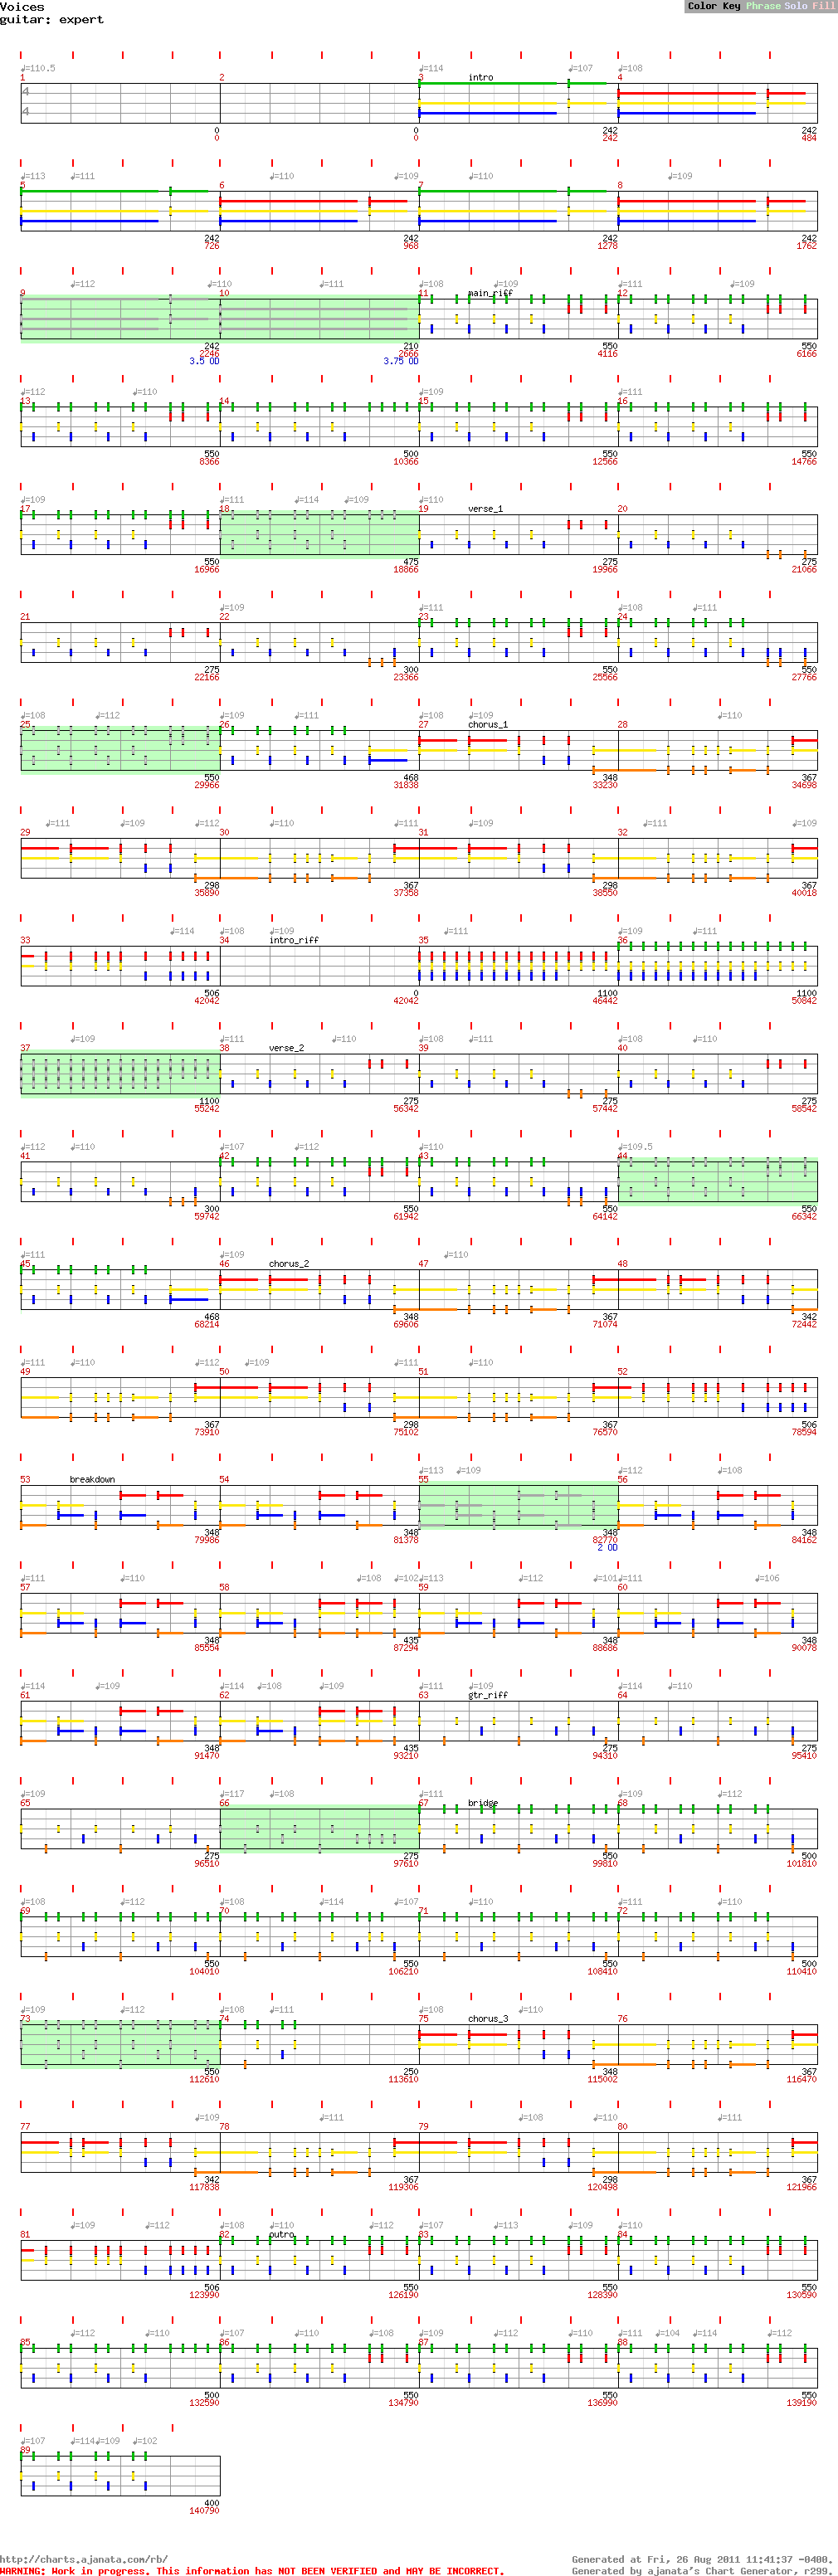 Voices
guitar: expert
Color Key Phrase Solo Fill
♩=110.5 ♩=114 ♩=107 ♩=108
1 2 3 intro 4
4
4
0 0 242 242
0 0 242 484
♩=113 ♩=111 ♩=110 ♩=109 ♩=110 ♩=109
5 6 7 8
242 242 242 242
726 968 1278 1762
♩=112 ♩=110 ♩=111 ♩=108 ♩=109 ♩=111 ♩=109
9 10 11 main_riff 12
242 210 550 550
2246 2666 4116 6166
3.5 OD 3.75 OD
♩=112 ♩=110 ♩=109 ♩=111
13 14 15 16
550 500 550 550
8366 10366 12566 14766
♩=109 ♩=111 ♩=114 ♩=109 ♩=110
17 18 19 verse_1 20
550 475 275 275
16966 18866 19966 21066
♩=109 ♩=111 ♩=108 ♩=111
21 22 23 24
275 300 550 550
22166 23366 25566 27766
♩=108 ♩=112 ♩=109 ♩=111 ♩=108 ♩=109 ♩=110
25 26 27 chorus_1 28
550 468 348 367
29966 31838 33230 34698
♩=111 ♩=109 ♩=112 ♩=110 ♩=111 ♩=109 ♩=111 ♩=109
29 30 31 32
298 367 298 367
35890 37358 38550 40018
♩=114 ♩=108 ♩=109 ♩=111 ♩=109 ♩=111
33 34 intro_riff 35 36
506 0 1100 1100
42042 42042 46442 50842
♩=109 ♩=111 ♩=110 ♩=108 ♩=111 ♩=108 ♩=110
37 38 verse_2 39 40
1100 275 275 275
55242 56342 57442 58542
♩=112 ♩=110 ♩=107 ♩=112 ♩=110 ♩=109.5
41 42 43 44
300 550 550 550
59742 61942 64142 66342
♩=111 ♩=109 ♩=110
45 46 chorus_2 47 48
468 348 367 342
68214 69606 71074 72442
♩=111 ♩=110 ♩=112 ♩=109 ♩=111 ♩=110
49 50 51 52
367 298 367 506
73910 75102 76570 78594
♩=113 ♩=109 ♩=112 ♩=108
53 breakdown 54 55 56
348 348 348 348
79986 81378 82770 84162
2 OD
♩=111 ♩=110 ♩=108 ♩=102 ♩=113 ♩=112 ♩=101 ♩=111 ♩=106
57 58 59 60
348 435 348 348
85554 87294 88686 90078
♩=114 ♩=109 ♩=114 ♩=108 ♩=109 ♩=111 ♩=109 ♩=114 ♩=110
61 62 63 gtr_riff 64
348 435 275 275
91470 93210 94310 95410
♩=109 ♩=117 ♩=108 ♩=111 ♩=109 ♩=112
65 66 67 bridge 68
275 275 550 500
96510 97610 99810 101810
♩=108 ♩=112 ♩=108 ♩=114 ♩=107 ♩=110 ♩=111 ♩=110
69 70 71 72
550 550 550 500
104010 106210 108410 110410
♩=109 ♩=112 ♩=108 ♩=111 ♩=108 ♩=110
73 74 75 chorus_3 76
550 250 348 367
112610 113610 115002 116470
♩=109 ♩=111 ♩=108 ♩=110 ♩=111
77 78 79 80
342 367 298 367
117838 119306 120498 121966
♩=109 ♩=112 ♩=108 ♩=110 ♩=112 ♩=107 ♩=113 ♩=109 ♩=110
81 82 outro 83 84
506 550 550 550
123990 126190 128390 130590
♩=112 ♩=110 ♩=107 ♩=110 ♩=108 ♩=109 ♩=112 ♩=110 ♩=111 ♩=104 ♩=114 ♩=112
85 86 87 88
500 550 550 550
132590 134790 136990 139190
♩=107 ♩=114 ♩=109 ♩=102
89
400
140790
http://charts.ajanata.com/rb/ Generated at Fri, 26 Aug 2011 11:41:37 -0400.
WARNING: Work in progress. This information has NOT BEEN VERIFIED and MAY BE INCORRECT. Generated by ajanata's Chart Generator, r299.